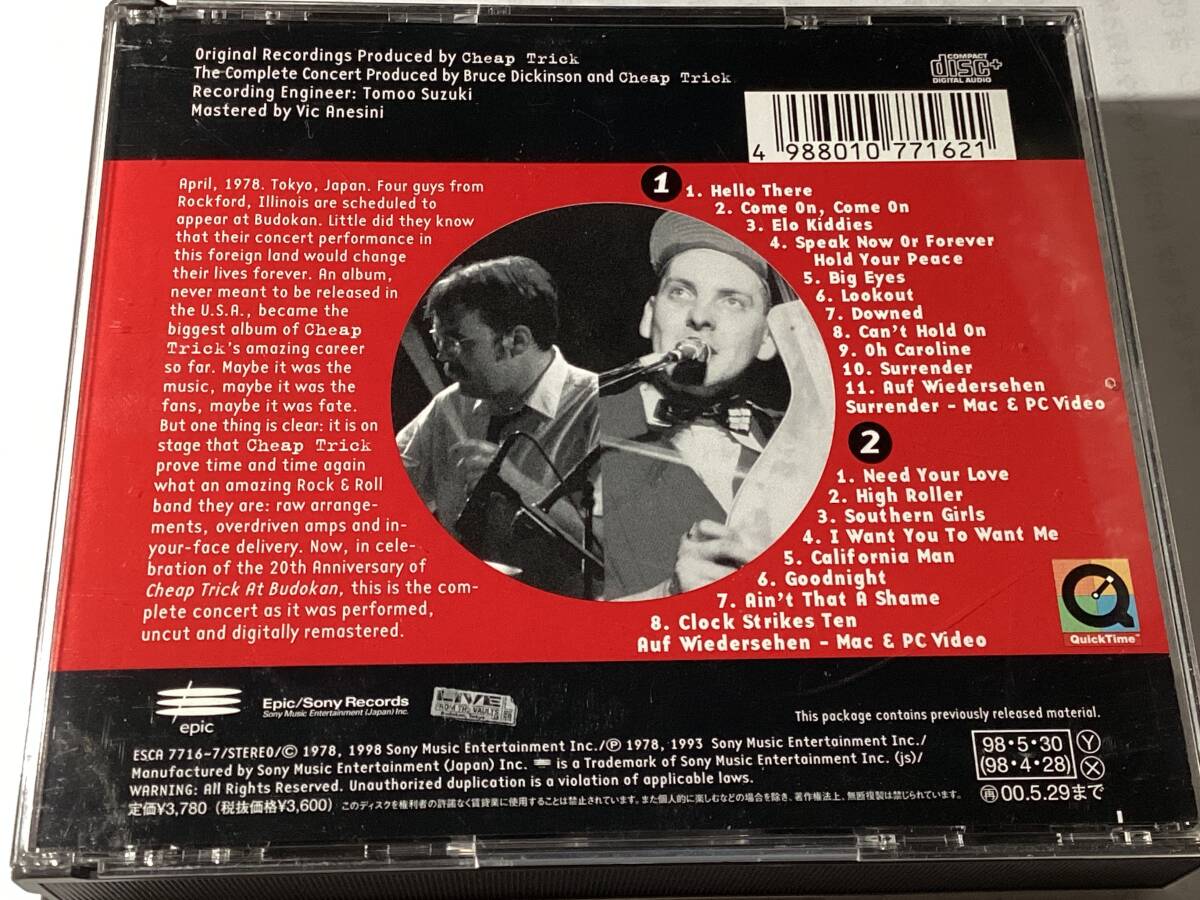 Original Recordings Produced by Cheap Trick
The Complete Concert Produced by Bruce Dickinson and Cheap Trick
Recording Engineer: Tomoo Suzuki
Mastered by Vic Anesini
COMPACT
disc+
DIGITAL AUDIO
4 988010 771621
April, 1978. Tokyo, Japan. Four guys from
Rockford, Illinois are scheduled to
appear at Budokan. Little did they know
that their concert performance in
this foreign land would change
their lives forever. An album,
never meant to be released in
the U.S.A., became the
biggest album of Cheap
Trick's amazing career
so far. Maybe it was the
music, maybe it was the
fans, maybe it was fate.
But one thing is clear: it is on
stage that Cheap Trick
prove time and time again
what an amazing Rock & Roll
band they are: raw arrange-
ments, overdriven amps and in-
your-face delivery. Now, in cele-
bration of the 20th Anniversary of
Cheap Trick At Budokan, this is the com-
plete concert as it was performed,
uncut and digitally remastered.
1
1. Hello There
2. Come On, Come On
3. Elo Kiddies
4. Speak Now Or Forever
Hold Your Peace
5. Big Eyes
6. Lookout
7. Downed
8. Can't Hold On
9. Oh Caroline
10. Surrender
11. Auf Wiedersehen
Surrender - Mac & PC Video
2
1. Need Your Love
2. High Roller
3. Southern Girls
4. I Want You To Want Me
5. California Man
6. Goodnight
7. Ain't That A Shame
8. Clock Strikes Ten
Auf Wiedersehen - Mac & PC Video
QuickTime™
epic
Epic/Sony Records
Sony Music Entertainment (Japan) Inc.
LIVE
FROM THE VAULTS
This package contains previously released material.
ESCA 7716~7/STEREO/© 1978, 1998 Sony Music Entertainment Inc./℗ 1978, 1993 Sony Music Entertainment Inc./
Manufactured by Sony Music Entertainment (Japan) Inc. is a Trademark of Sony Music Entertainment Inc. (js)/
WARNING: All Rights Reserved. Unauthorized duplication is a violation of applicable laws.
定価¥3,780（税抜価格¥3,600）このディスクを権利者の許諾なく賃貸業に使用することは禁止されています。また個人的に楽しむなどの場合を除き、著作権法上、無断複製は禁じられています。
98・5・30
(98・4・28)
Y
X
再 00.5.29まで